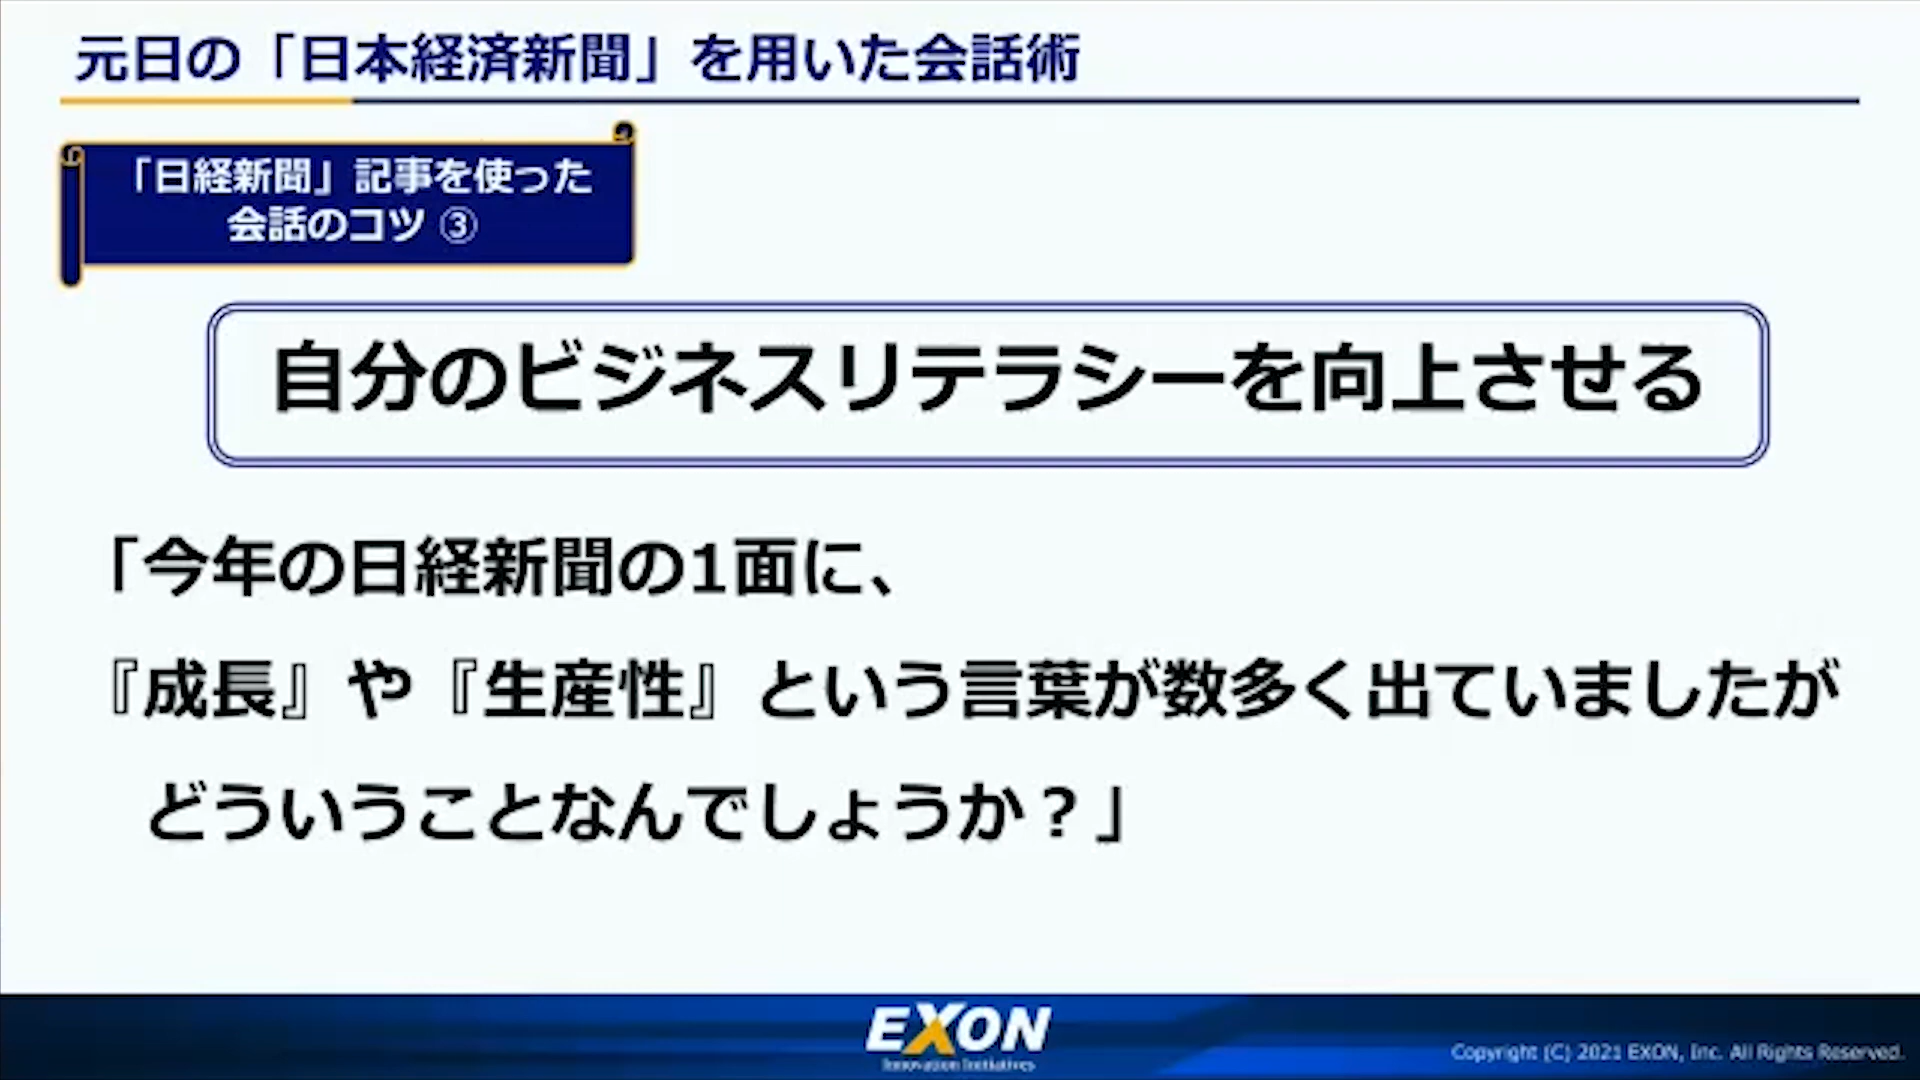 元日の「日本経済新聞」を用いた会話術
「日経新聞」記事を使った
会話のコツ ③
自分のビジネスリテラシーを向上させる
「今年の日経新聞の1面に、
『成長』や『生産性』という言葉が数多く出ていましたが
どういうことなんでしょうか？」
EXON
Innovation Initiatives
Copyright (C) 2021 EXON, Inc. All Rights Reserved.